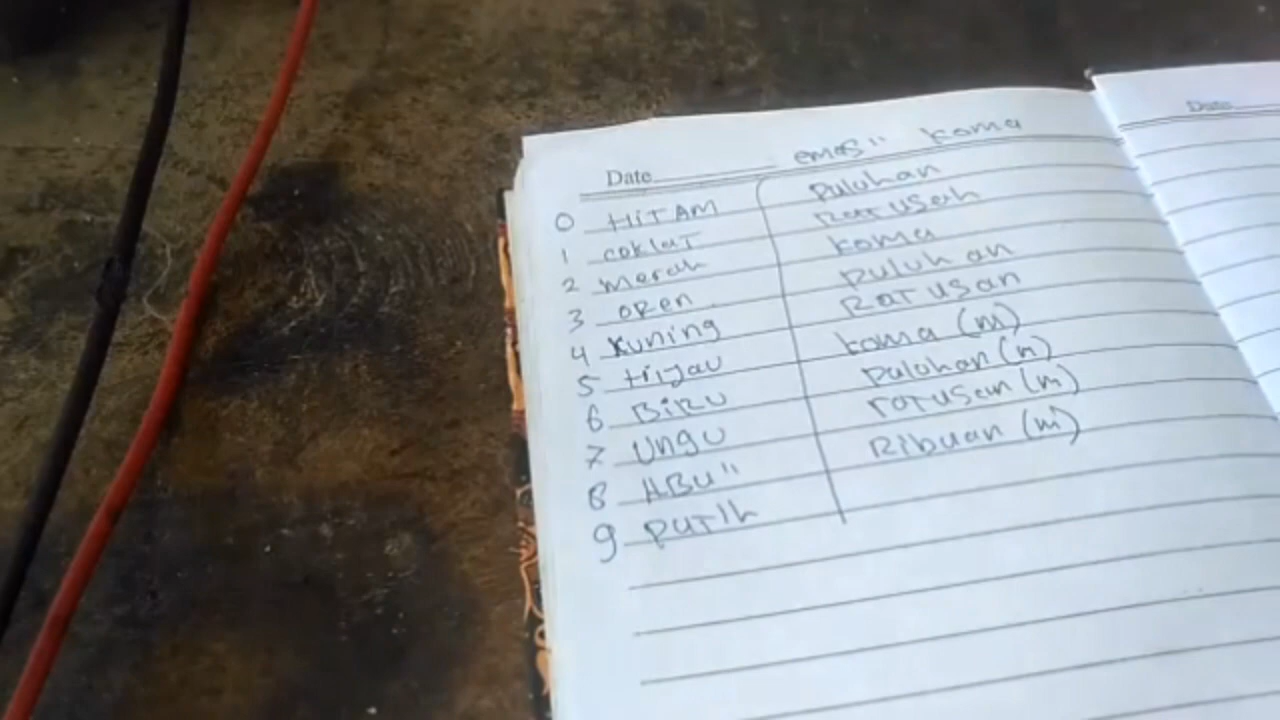 Date emas" koma
0 HiTAM puluhan
1 coklaT RaTusan
2 merah koma
3 oRen puluhan
4 Kuning RaTusan
5 Hijau koma (m)
6 BiRU puluhan (m)
7 Ungu raTusan (m)
8 ABU" Ribuan (m)
9 puTih
Date